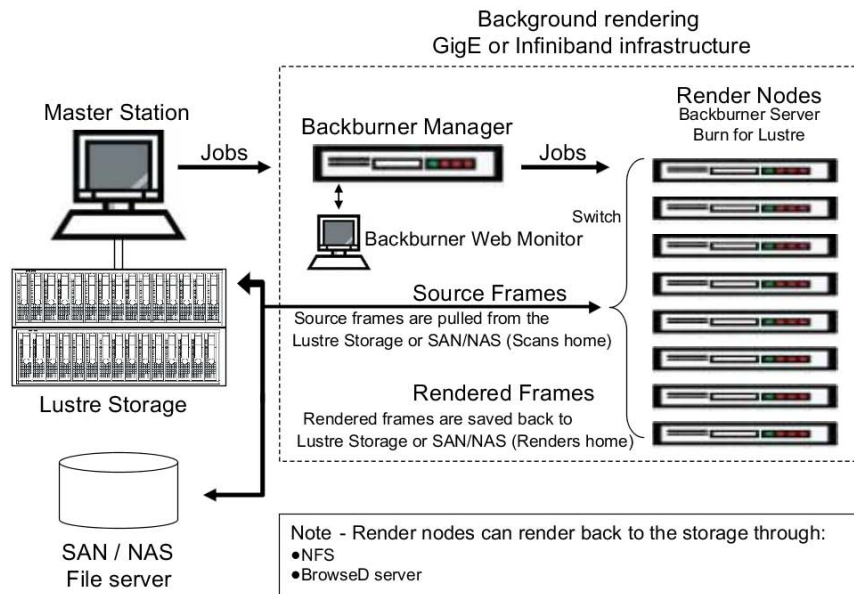 Background rendering
GigE or Infiniband infrastructure
Master Station
Jobs
Backburner Manager
Jobs
Render Nodes
Backburner Server
Burn for Lustre
Switch
Backburner Web Monitor
Source Frames
Source frames are pulled from the
Lustre Storage or SAN/NAS (Scans home)
Lustre Storage
Rendered Frames
Rendered frames are saved back to
Lustre Storage or SAN/NAS (Renders home)
SAN / NAS
File server
Note - Render nodes can render back to the storage through:
●NFS
●BrowseD server